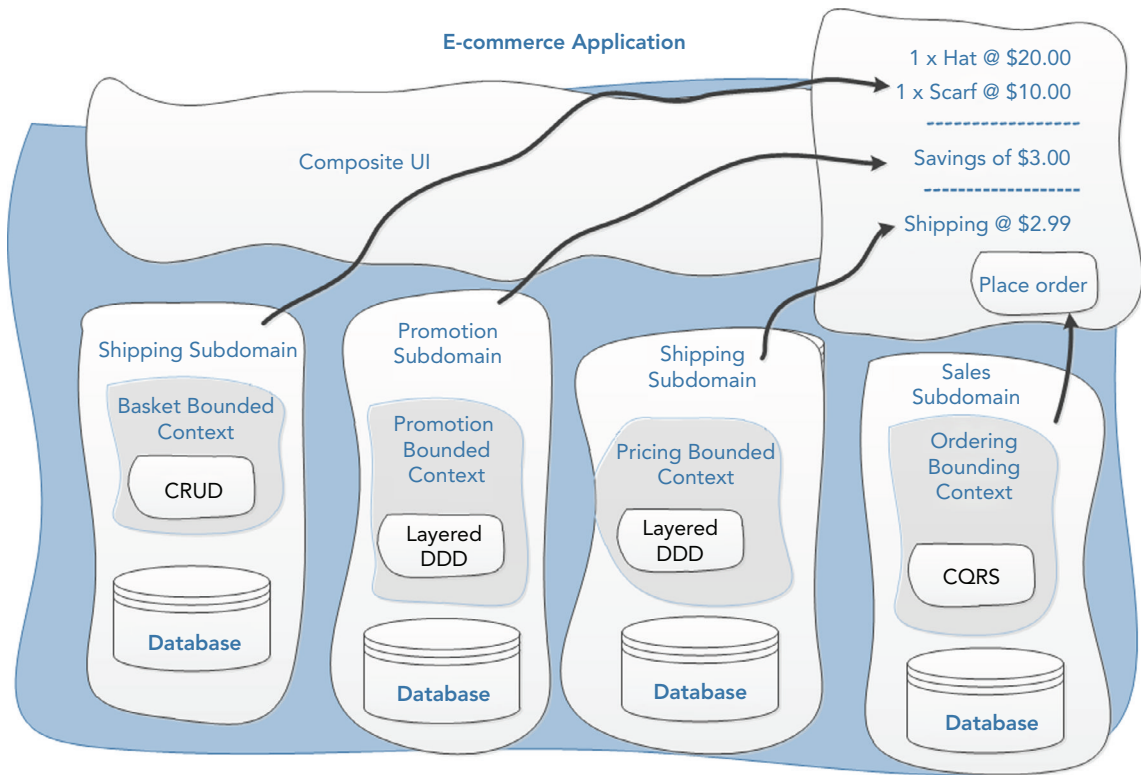 E-commerce Application
1 x Hat @ $20.00
1 x Scarf @ $10.00
Savings of $3.00
Shipping @ $2.99
Place order
Composite UI
Shipping Subdomain
Basket Bounded
Context
CRUD
Database
Promotion
Subdomain
Promotion
Bounded
Context
Layered
DDD
Database
Shipping
Subdomain
Pricing Bounded
Context
Layered
DDD
Database
Sales
Subdomain
Ordering
Bounding
Context
CQRS
Database